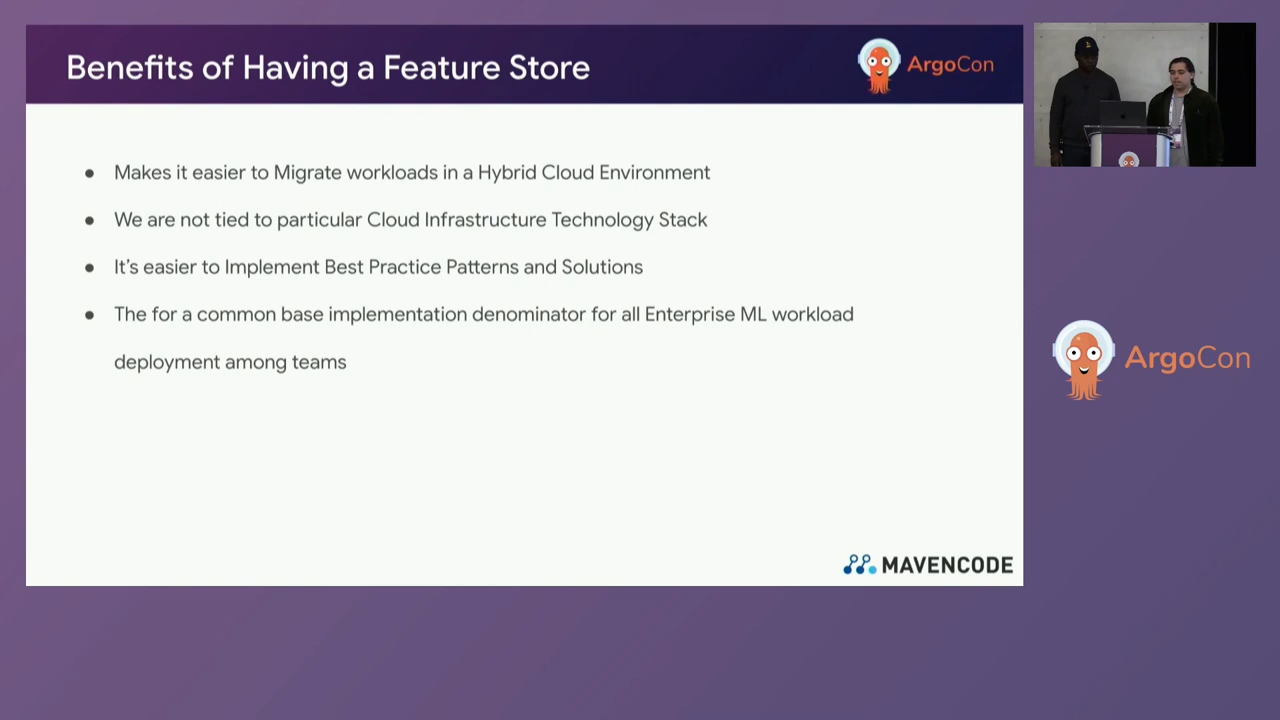 Benefits of Having a Feature Store
ArgoCon
● Makes it easier to Migrate workloads in a Hybrid Cloud Environment
● We are not tied to particular Cloud Infrastructure Technology Stack
● It’s easier to Implement Best Practice Patterns and Solutions
● The for a common base implementation denominator for all Enterprise ML workload
deployment among teams
MAVENCODE
ArgoCon